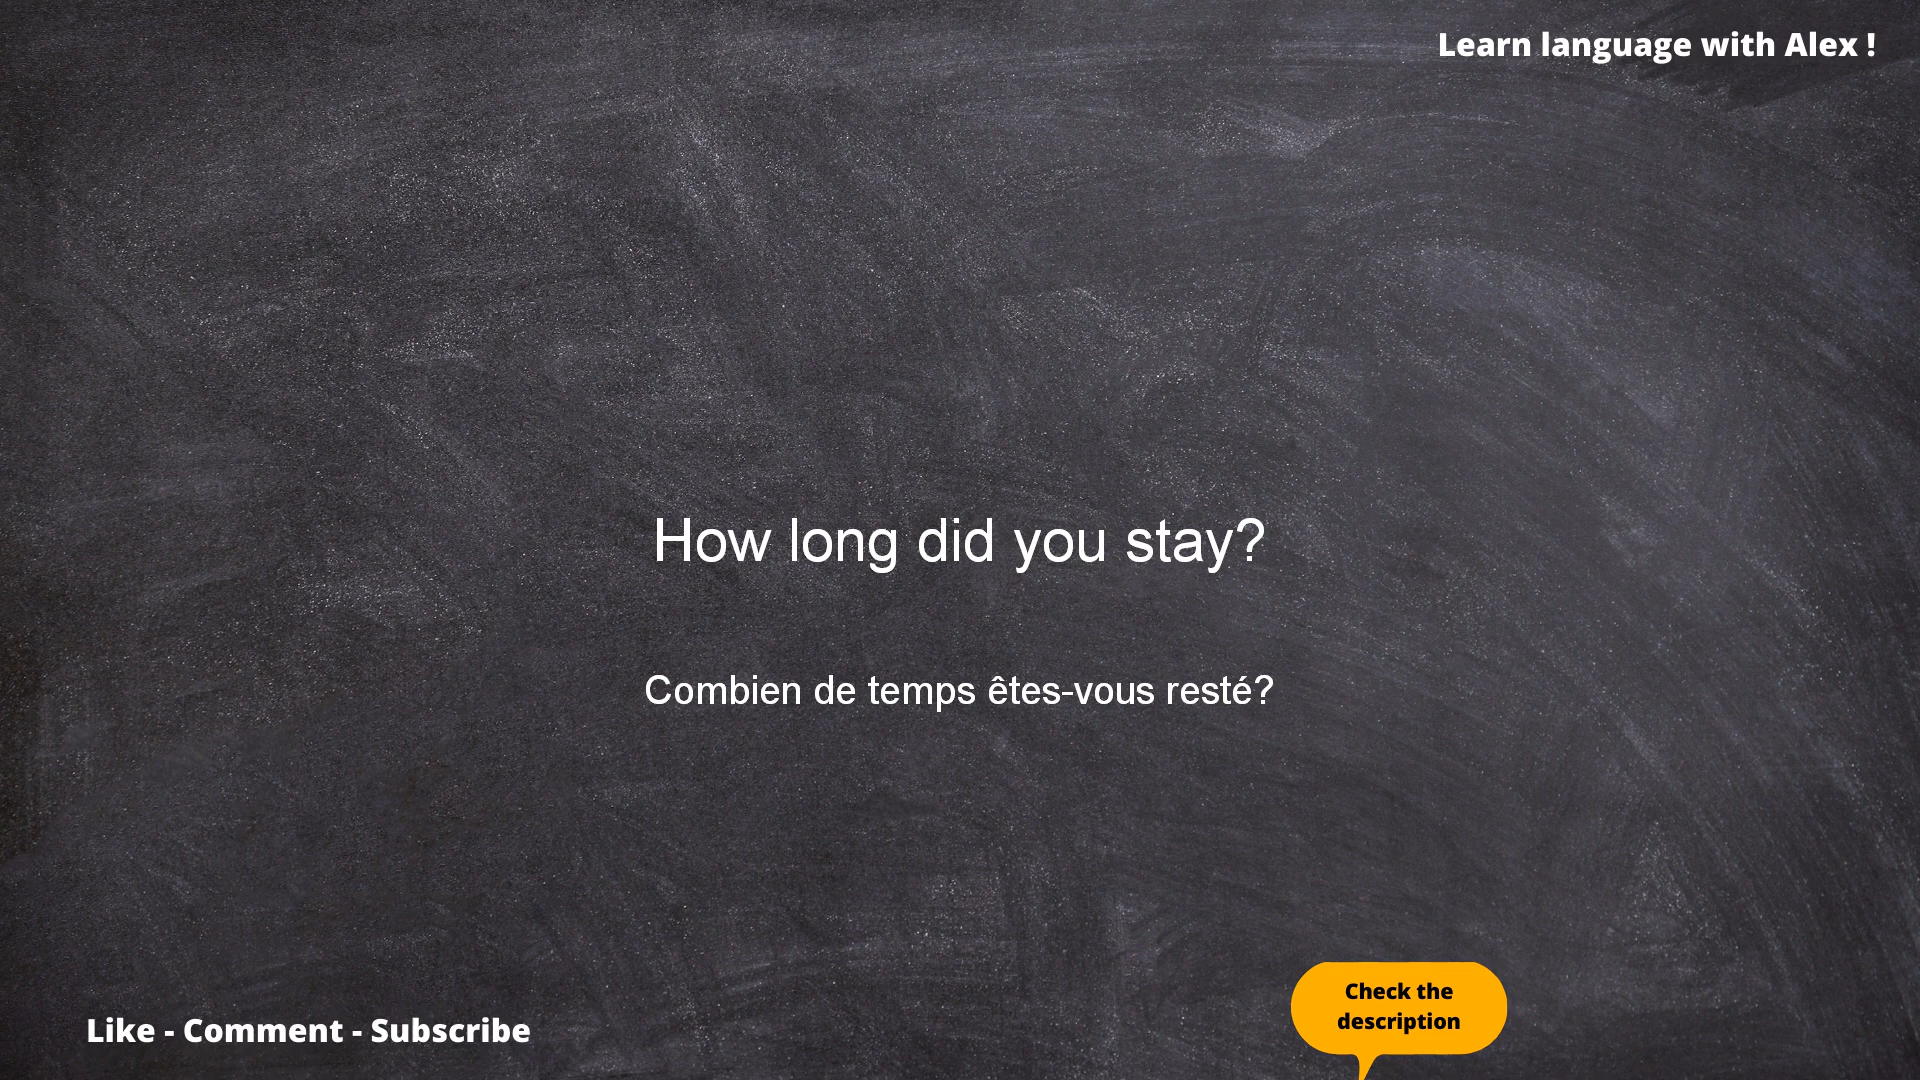 Learn language with Alex !
How long did you stay?
Combien de temps êtes-vous resté?
Check the
description
Like - Comment - Subscribe